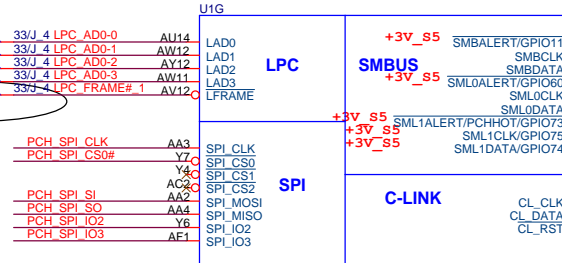 U1G
33/J_4 LPC_AD0-0 AU14 LAD0
33/J_4 LPC_AD0-1 AW12 LAD1
33/J_4 LPC_AD0-2 AY12 LAD2
33/J_4 LPC_AD0-3 AW11 LAD3
33/J_4 LPC_FRAME#_1 AV12 LFRAME
LPC
SMBUS
+3V_S5 SMBALERT/GPIO11
SMBCLK
SMBDATA
+3V_S5 SML0ALERT/GPIO60
SML0CLK
SML0DATA
+3V_S5 SML1ALERT/PCHHOT/GPIO73
+3V_S5 SML1CLK/GPIO75
+3V_S5 SML1DATA/GPIO74
PCH_SPI_CLK AA3 SPI_CLK
PCH_SPI_CS0# Y7 SPI_CS0
Y4 SPI_CS1
AC2 SPI_CS2
PCH_SPI_SI AA2 SPI_MOSI
PCH_SPI_SO AA4 SPI_MISO
PCH_SPI_IO2 Y6 SPI_IO2
PCH_SPI_IO3 AF1 SPI_IO3
SPI
C-LINK
CL_CLK
CL_DATA
CL_RST